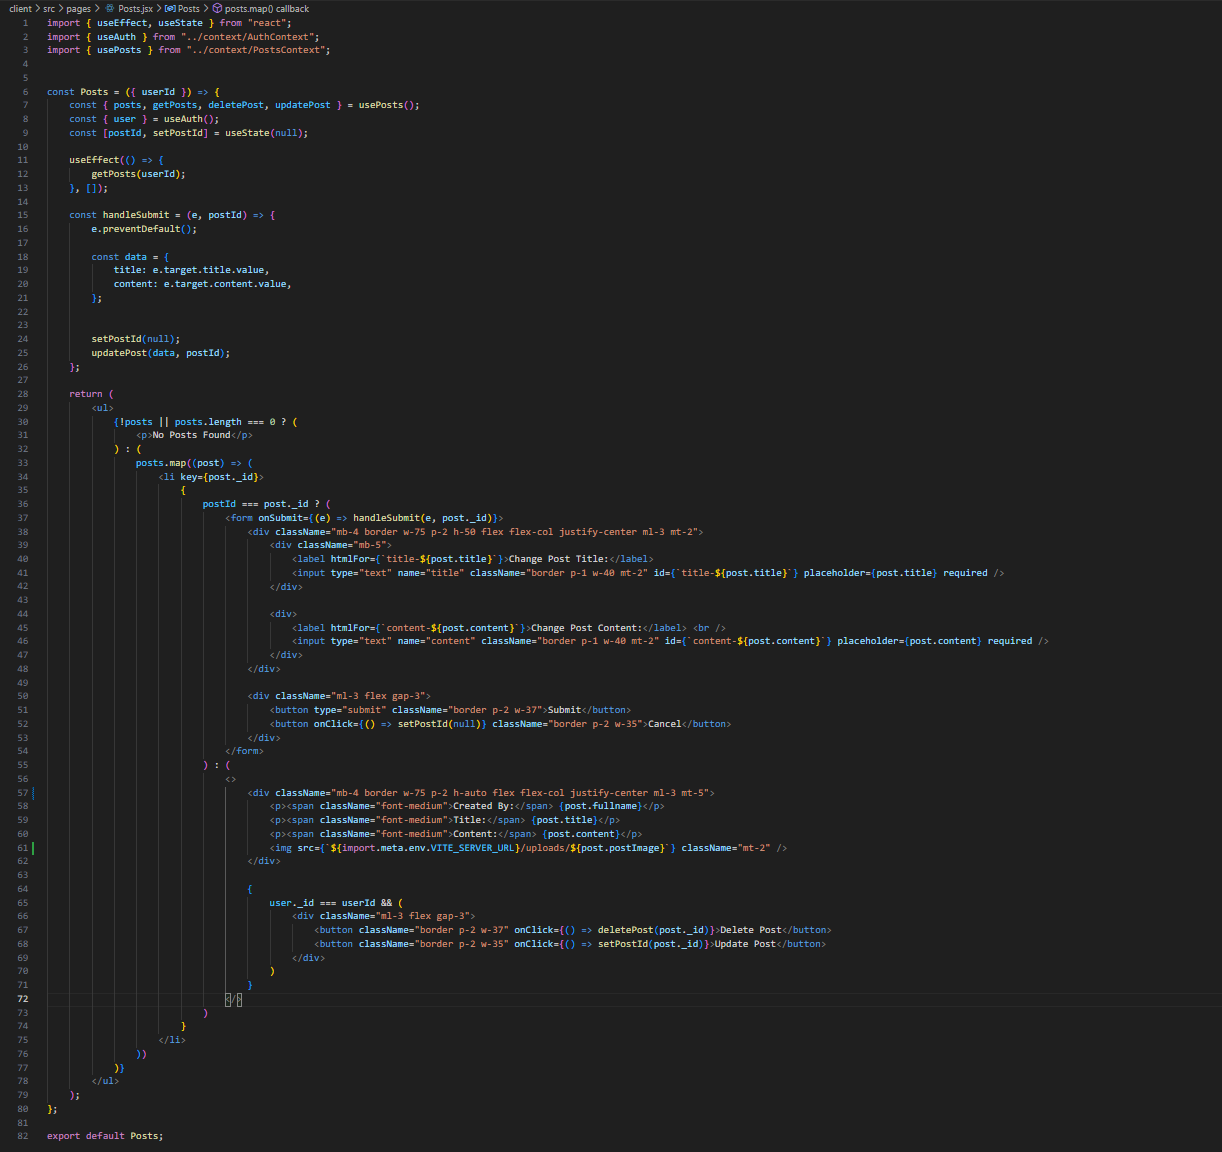 client > src > pages > Posts.jsx > Posts > posts.map() callback
1 import { useEffect, useState } from "react";
2 import { useAuth } from "../context/AuthContext";
3 import { usePosts } from "../context/PostsContext";
4
5
6 const Posts = ({ userId }) => {
7 const { posts, getPosts, deletePost, updatePost } = usePosts();
8 const { user } = useAuth();
9 const [postId, setPostId] = useState(null);
10
11 useEffect(() => {
12 getPosts(userId);
13 }, []);
14
15 const handleSubmit = (e, postId) => {
16 e.preventDefault();
17
18 const data = {
19 title: e.target.title.value,
20 content: e.target.content.value,
21 };
22
23
24 setPostId(null);
25 updatePost(data, postId);
26 };
27
28 return (
29 <ul>
30 {!posts || posts.length === 0 ? (
31 <p>No Posts Found</p>
32 ) : (
33 posts.map((post) => (
34 <li key={post._id}>
35 {
36 postId === post._id ? (
37 <form onSubmit={(e) => handleSubmit(e, post._id)}>
38 <div className="mb-4 border w-75 p-2 h-50 flex flex-col justify-center ml-3 mt-2">
39 <div className="mb-5">
40 <label htmlFor={`title-${post.title}`}>Change Post Title:</label>
41 <input type="text" name="title" className="border p-1 w-40 mt-2" id={`title-${post.title}`} placeholder={post.title} required />
42 </div>
43
44 <div>
45 <label htmlFor={`content-${post.content}`}>Change Post Content:</label> <br />
46 <input type="text" name="content" className="border p-1 w-40 mt-2" id={`content-${post.content}`} placeholder={post.content} required />
47 </div>
48 </div>
49
50 <div className="ml-3 flex gap-3">
51 <button type="submit" className="border p-2 w-37">Submit</button>
52 <button onClick={() => setPostId(null)} className="border p-2 w-35">Cancel</button>
53 </div>
54 </form>
55 ) : (
56 <>
57 <div className="mb-4 border w-75 p-2 h-auto flex flex-col justify-center ml-3 mt-5">
58 <p><span className="font-medium">Created By:</span> {post.fullname}</p>
59 <p><span className="font-medium">Title:</span> {post.title}</p>
60 <p><span className="font-medium">Content:</span> {post.content}</p>
61 <img src={`${import.meta.env.VITE_SERVER_URL}/uploads/${post.postImage}`} className="mt-2" />
62 </div>
63
64 {
65 user._id === userId && (
66 <div className="ml-3 flex gap-3">
67 <button className="border p-2 w-37" onClick={() => deletePost(post._id)}>Delete Post</button>
68 <button className="border p-2 w-35" onClick={() => setPostId(post._id)}>Update Post</button>
69 </div>
70 )
71 }
72 </>
73 )
74 }
75 </li>
76 ))
77 )}
78 </ul>
79 );
80 };
81
82 export default Posts;